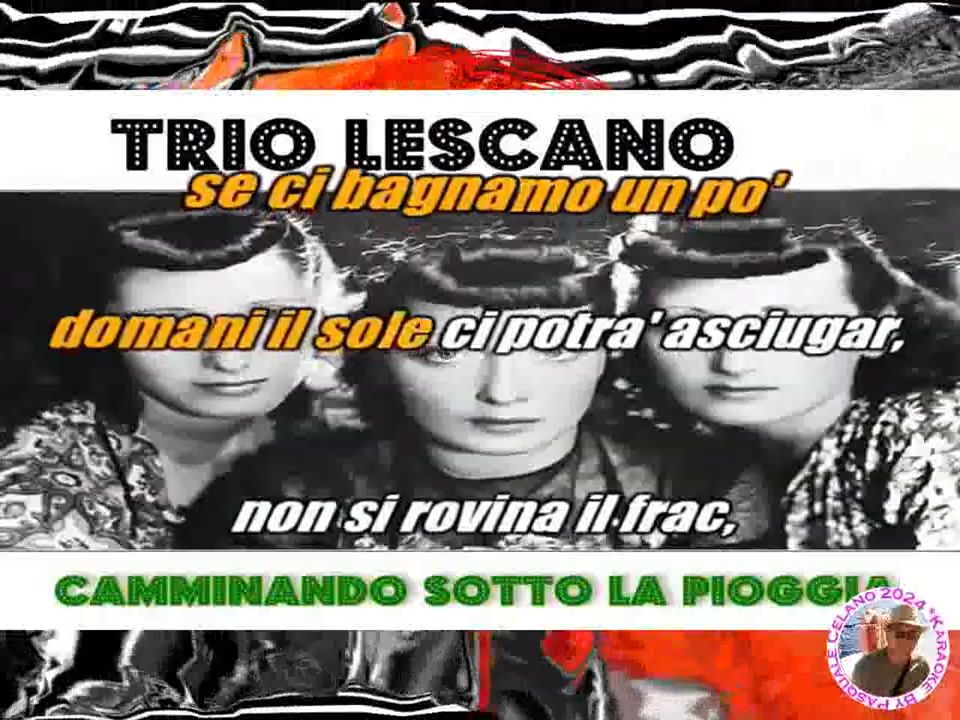 TRIO LESCANO
se ci bagnamo un po'
domani il sole ci potra' asciugar,
non si rovina il frac,
CAMMINANDO SOTTO LA PIOGGIA
*KARAOKE BY PASQUALE CELANO 2024